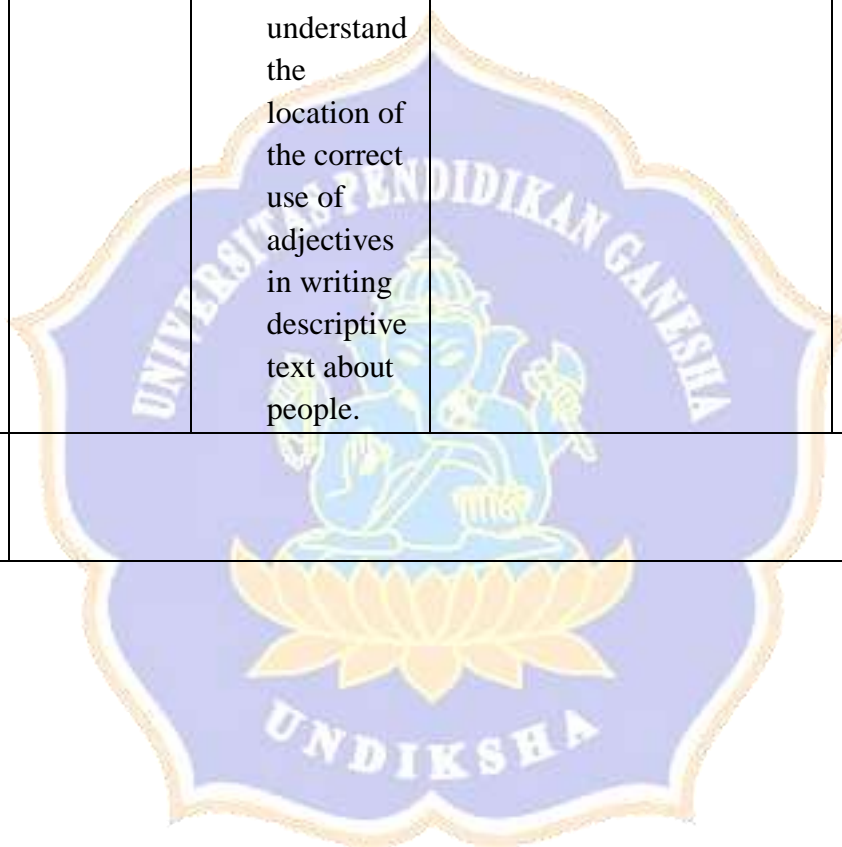 understand
the
location of
the correct
use of
adjectives
in writing
descriptive
text about
people.
UNIVERSITAS PENDIDIKAN GANESHA
UNDIKSHA